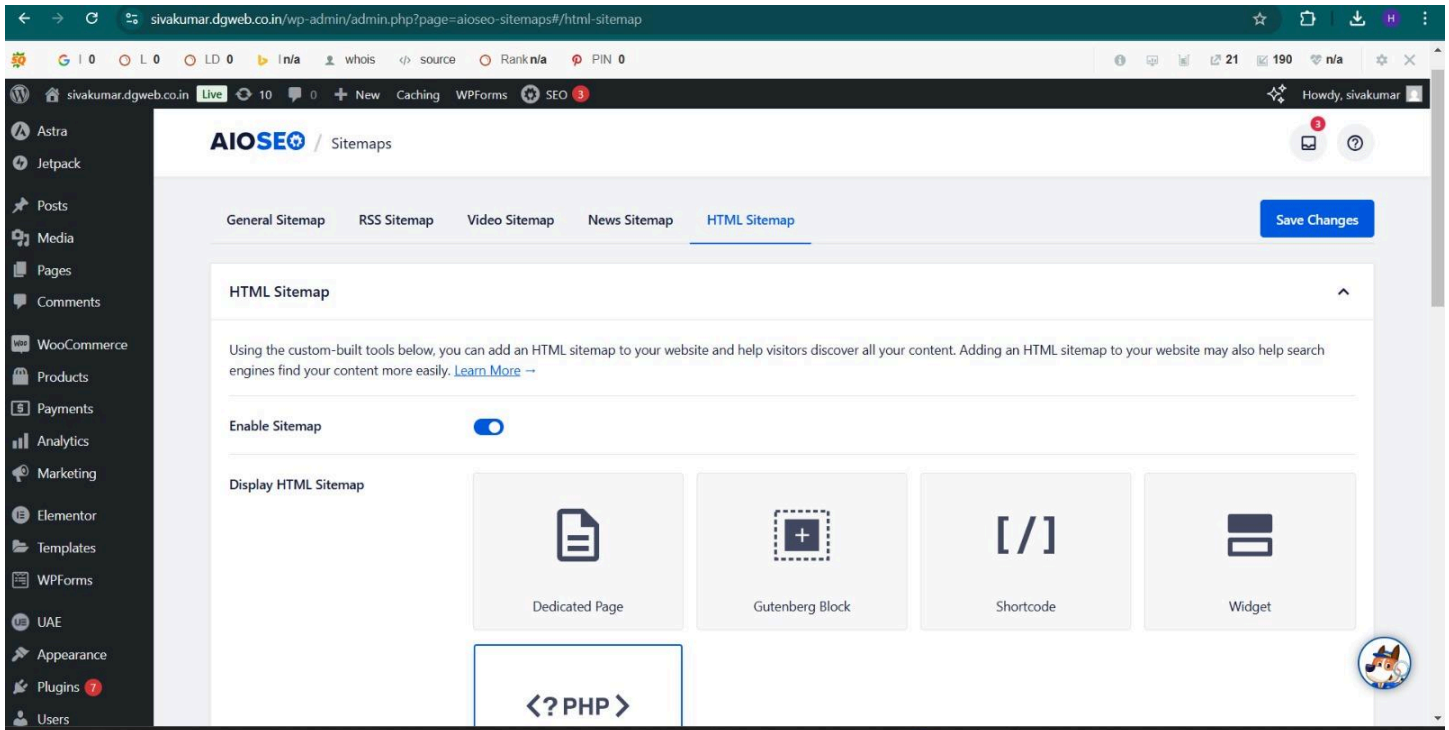 sivakumar.dgweb.co.in/wp-admin/admin.php?page=aioseo-sitemaps#/html-sitemap
H
SQ
G I 0 L 0 LD 0 I n/a whois </> source Rank n/a PIN 0 21 190 n/a
sivakumar.dgweb.co.in Live 10 0 + New Caching WPForms SEO 3 Howdy, sivakumar
Astra
Jetpack
Posts
Media
Pages
Comments
WooCommerce
Products
Payments
Analytics
Marketing
Elementor
Templates
WPForms
UAE
Appearance
Plugins 7
Users
AIOSEO / Sitemaps
3
General Sitemap RSS Sitemap Video Sitemap News Sitemap HTML Sitemap Save Changes
HTML Sitemap
Using the custom-built tools below, you can add an HTML sitemap to your website and help visitors discover all your content. Adding an HTML sitemap to your website may also help search
engines find your content more easily. Learn More →
Enable Sitemap
Display HTML Sitemap
[/]
Dedicated Page Gutenberg Block Shortcode Widget
<?PHP>